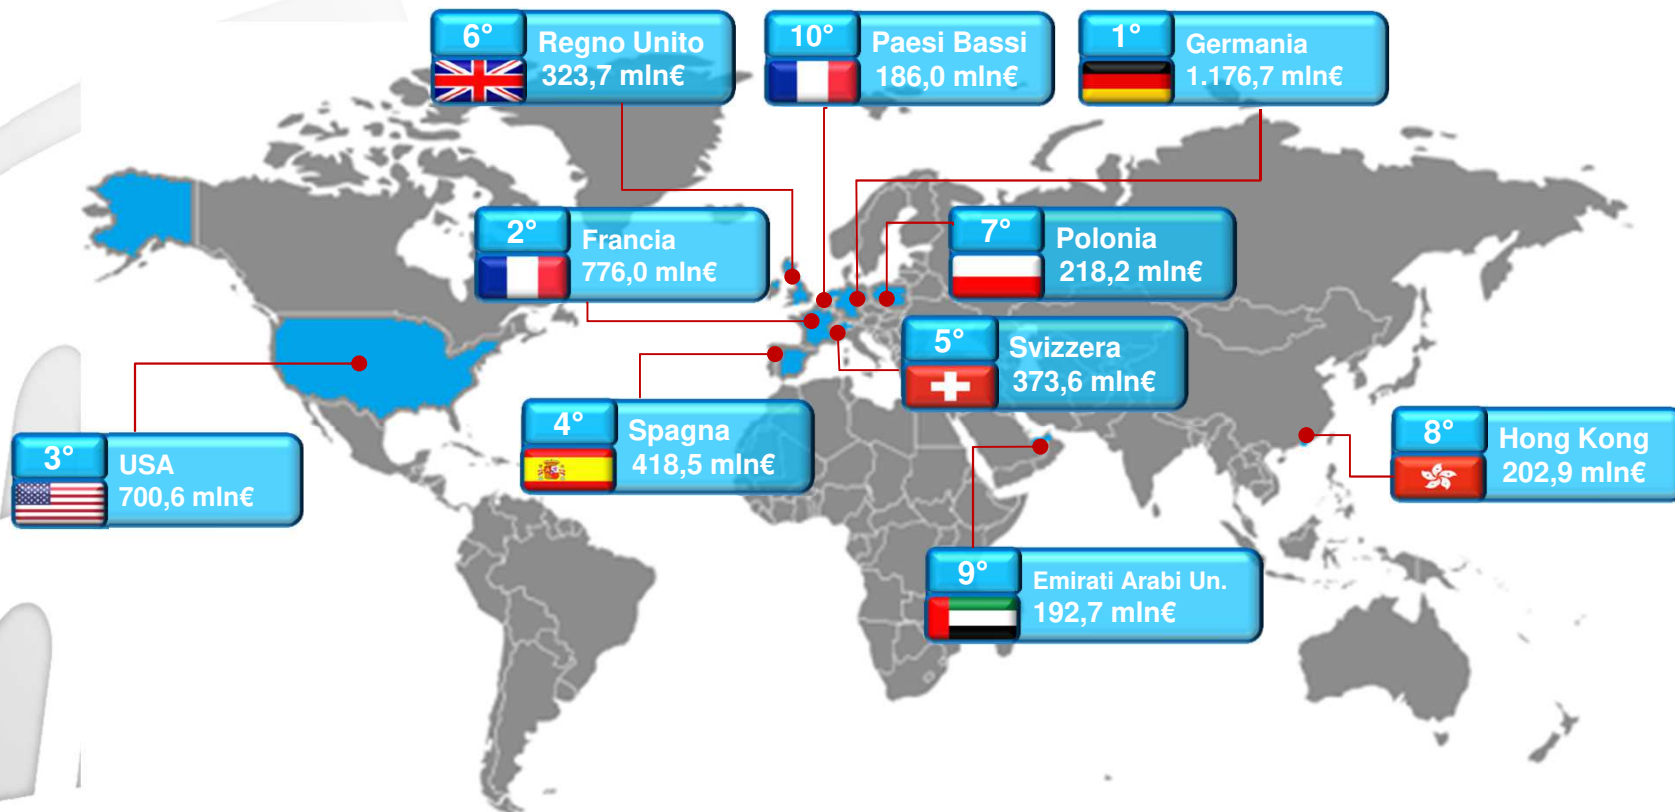 6°
Regno Unito
323,7 mln€
10°
Paesi Bassi
186,0 mln€
1°
Germania
1.176,7 mln€
2°
Francia
776,0 mln€
7°
Polonia
218,2 mln€
5°
Svizzera
373,6 mln€
4°
Spagna
418,5 mln€
3°
USA
700,6 mln€
8°
Hong Kong
202,9 mln€
9°
Emirati Arabi Un.
192,7 mln€